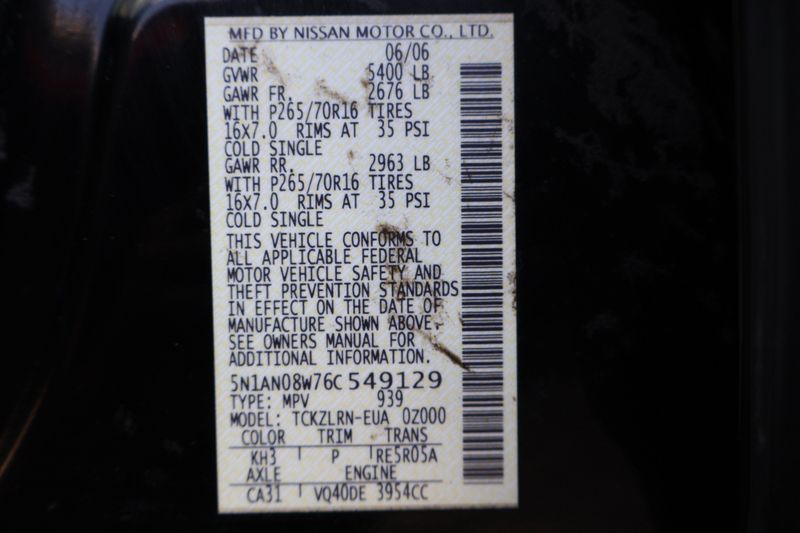 MFD BY NISSAN MOTOR CO., LTD.
DATE 06/06
GVWR 5400 LB
GAWR FR. 2676 LB
WITH P265/70R16 TIRES
16X7.0 RIMS AT 35 PSI
COLD SINGLE
GAWR RR. 2963 LB
WITH P265/70R16 TIRES
16X7.0 RIMS AT 35 PSI
COLD SINGLE
THIS VEHICLE CONFORMS TO
ALL APPLICABLE FEDERAL
MOTOR VEHICLE SAFETY AND
THEFT PREVENTION STANDARDS
IN EFFECT ON THE DATE OF
MANUFACTURE SHOWN ABOVE.
SEE OWNERS MANUAL FOR
ADDITIONAL INFORMATION.
5N1AN08W76C549129
TYPE: MPV 939
MODEL: TCKZLRN-EUA 0Z000
COLOR TRIM TRANS
KH3 P RE5R05A
AXLE ENGINE
CA31 VQ40DE 3954CC